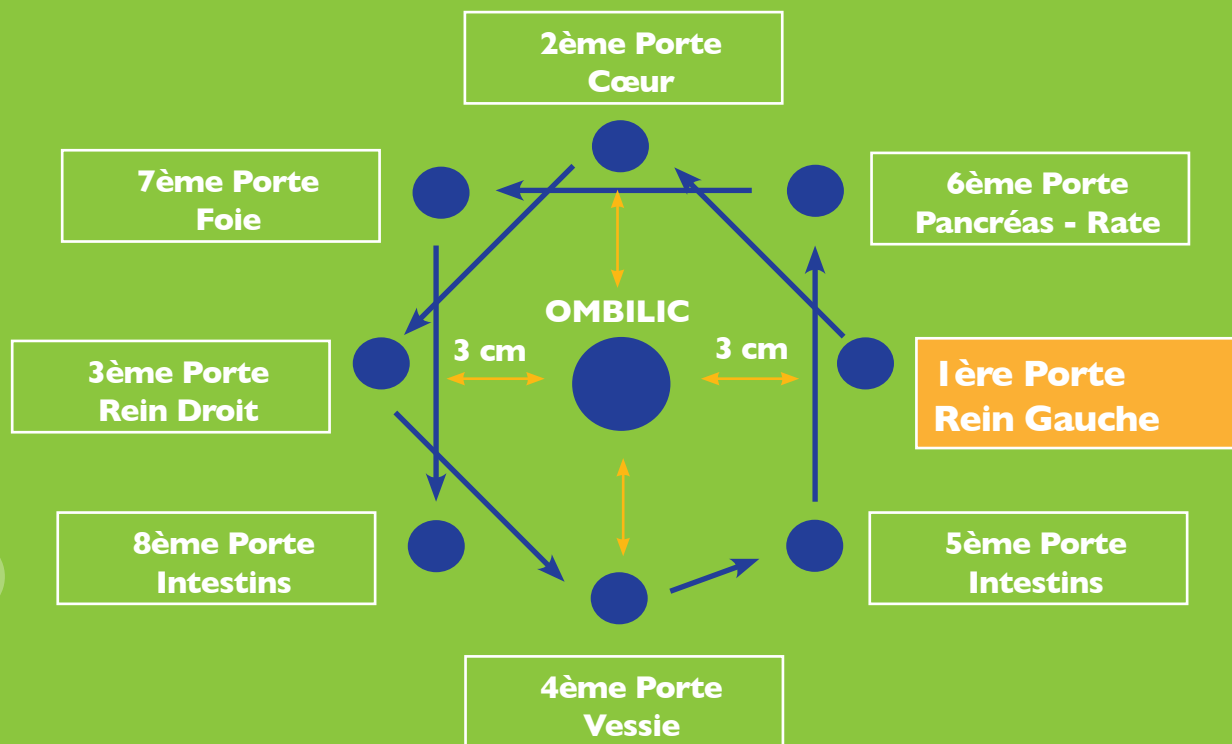 2ème Porte
Cœur
7ème Porte
Foie
6ème Porte
Pancréas - Rate
OMBILIC
3 cm
3 cm
3ème Porte
Rein Droit
1ère Porte
Rein Gauche
8ème Porte
Intestins
5ème Porte
Intestins
4ème Porte
Vessie